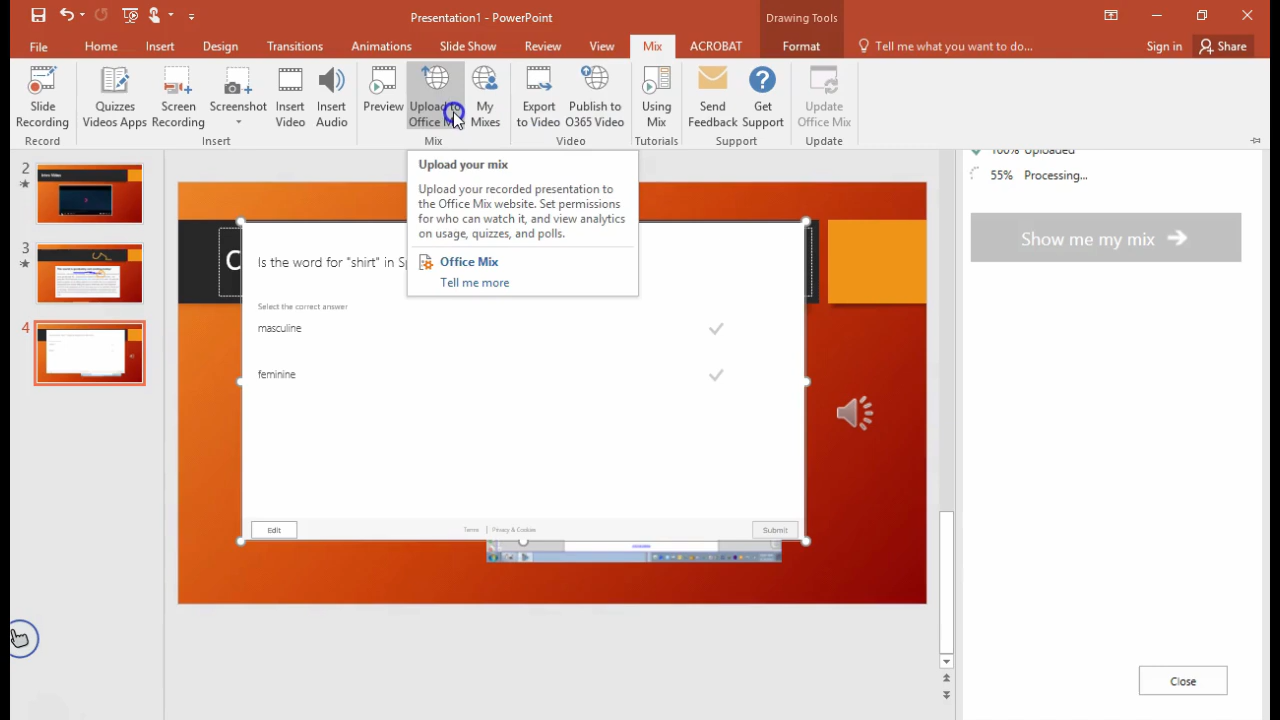 Presentation1 - PowerPoint
Drawing Tools
File
Home
Insert
Design
Transitions
Animations
Slide Show
Review
View
Mix
ACROBAT
Format
Tell me what you want to do...
Sign in
Share
Slide
Recording
Quizzes
Videos Apps
Screen
Recording
Screenshot
Insert
Video
Insert
Audio
Preview
Upload to
Office
My
Mixes
Export
to Video
Publish to
O365 Video
Using
Mix
Send
Feedback
Get
Support
Update
Office Mix
Record
Insert
Mix
Video
Tutorials
Support
Update
Upload your mix
Upload your recorded presentation to
the Office Mix website. Set permissions
for who can watch it, and view analytics
on usage, quizzes, and polls.
Office Mix
Tell me more
100% Uploaded
55% Processing...
Show me my mix
Close
2
Intro Video
3
4
Is the word for "shirt" in Sp
Select the correct answer
masculine
feminine
Edit
Terms | Privacy & Cookies
Submit